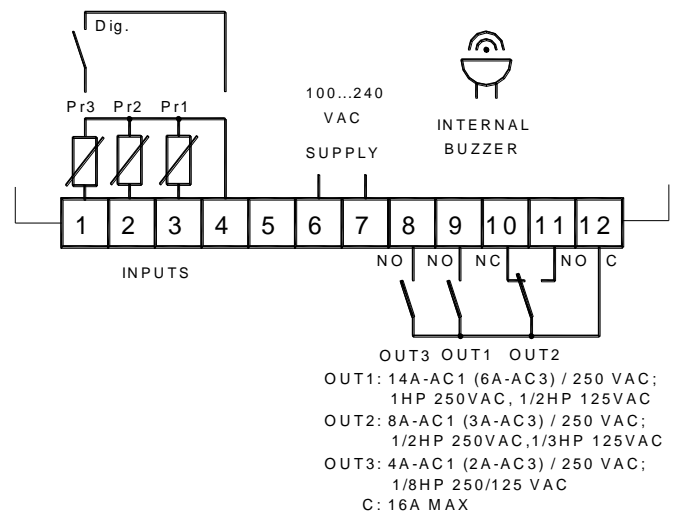 Dig.
Pr3 Pr2 Pr1
100...240
VAC
SUPPLY
INTERNAL
BUZZER
1 2 3 4 5 6 7 8 9 10 11 12
INPUTS
NO NO NC NO C
OUT3 OUT1 OUT2
OUT1: 14A-AC1 (6A-AC3) / 250 VAC;
1HP 250VAC, 1/2HP 125VAC
OUT2: 8A-AC1 (3A-AC3) / 250 VAC;
1/2HP 250VAC,1/3HP 125VAC
OUT3: 4A-AC1 (2A-AC3) / 250 VAC;
1/8HP 250/125 VAC
C: 16A MAX